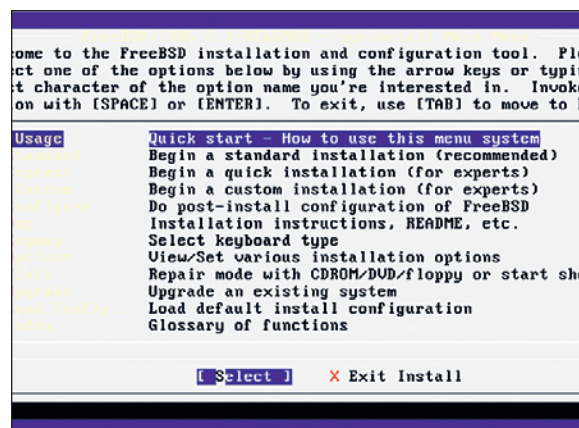 ome to the FreeBSD installation and configuration tool. Ple
ct one of the options below by using the arrow keys or typi
t character of the option name you're interested in. Invok
on with [SPACE] or [ENTER]. To exit, use [TAB] to move to
Usage Quick start - How to use this menu system
Begin a standard installation (recommended)
Begin a quick installation (for experts)
Begin a custom installation (for experts)
Do post-install configuration of FreeBSD
Installation instructions, README, etc.
Select keyboard type
View/Set various installation options
Repair mode with CDROM/DVD/floppy or start she
Upgrade an existing system
Load default install configuration
Glossary of functions
[ Select ] X Exit Install